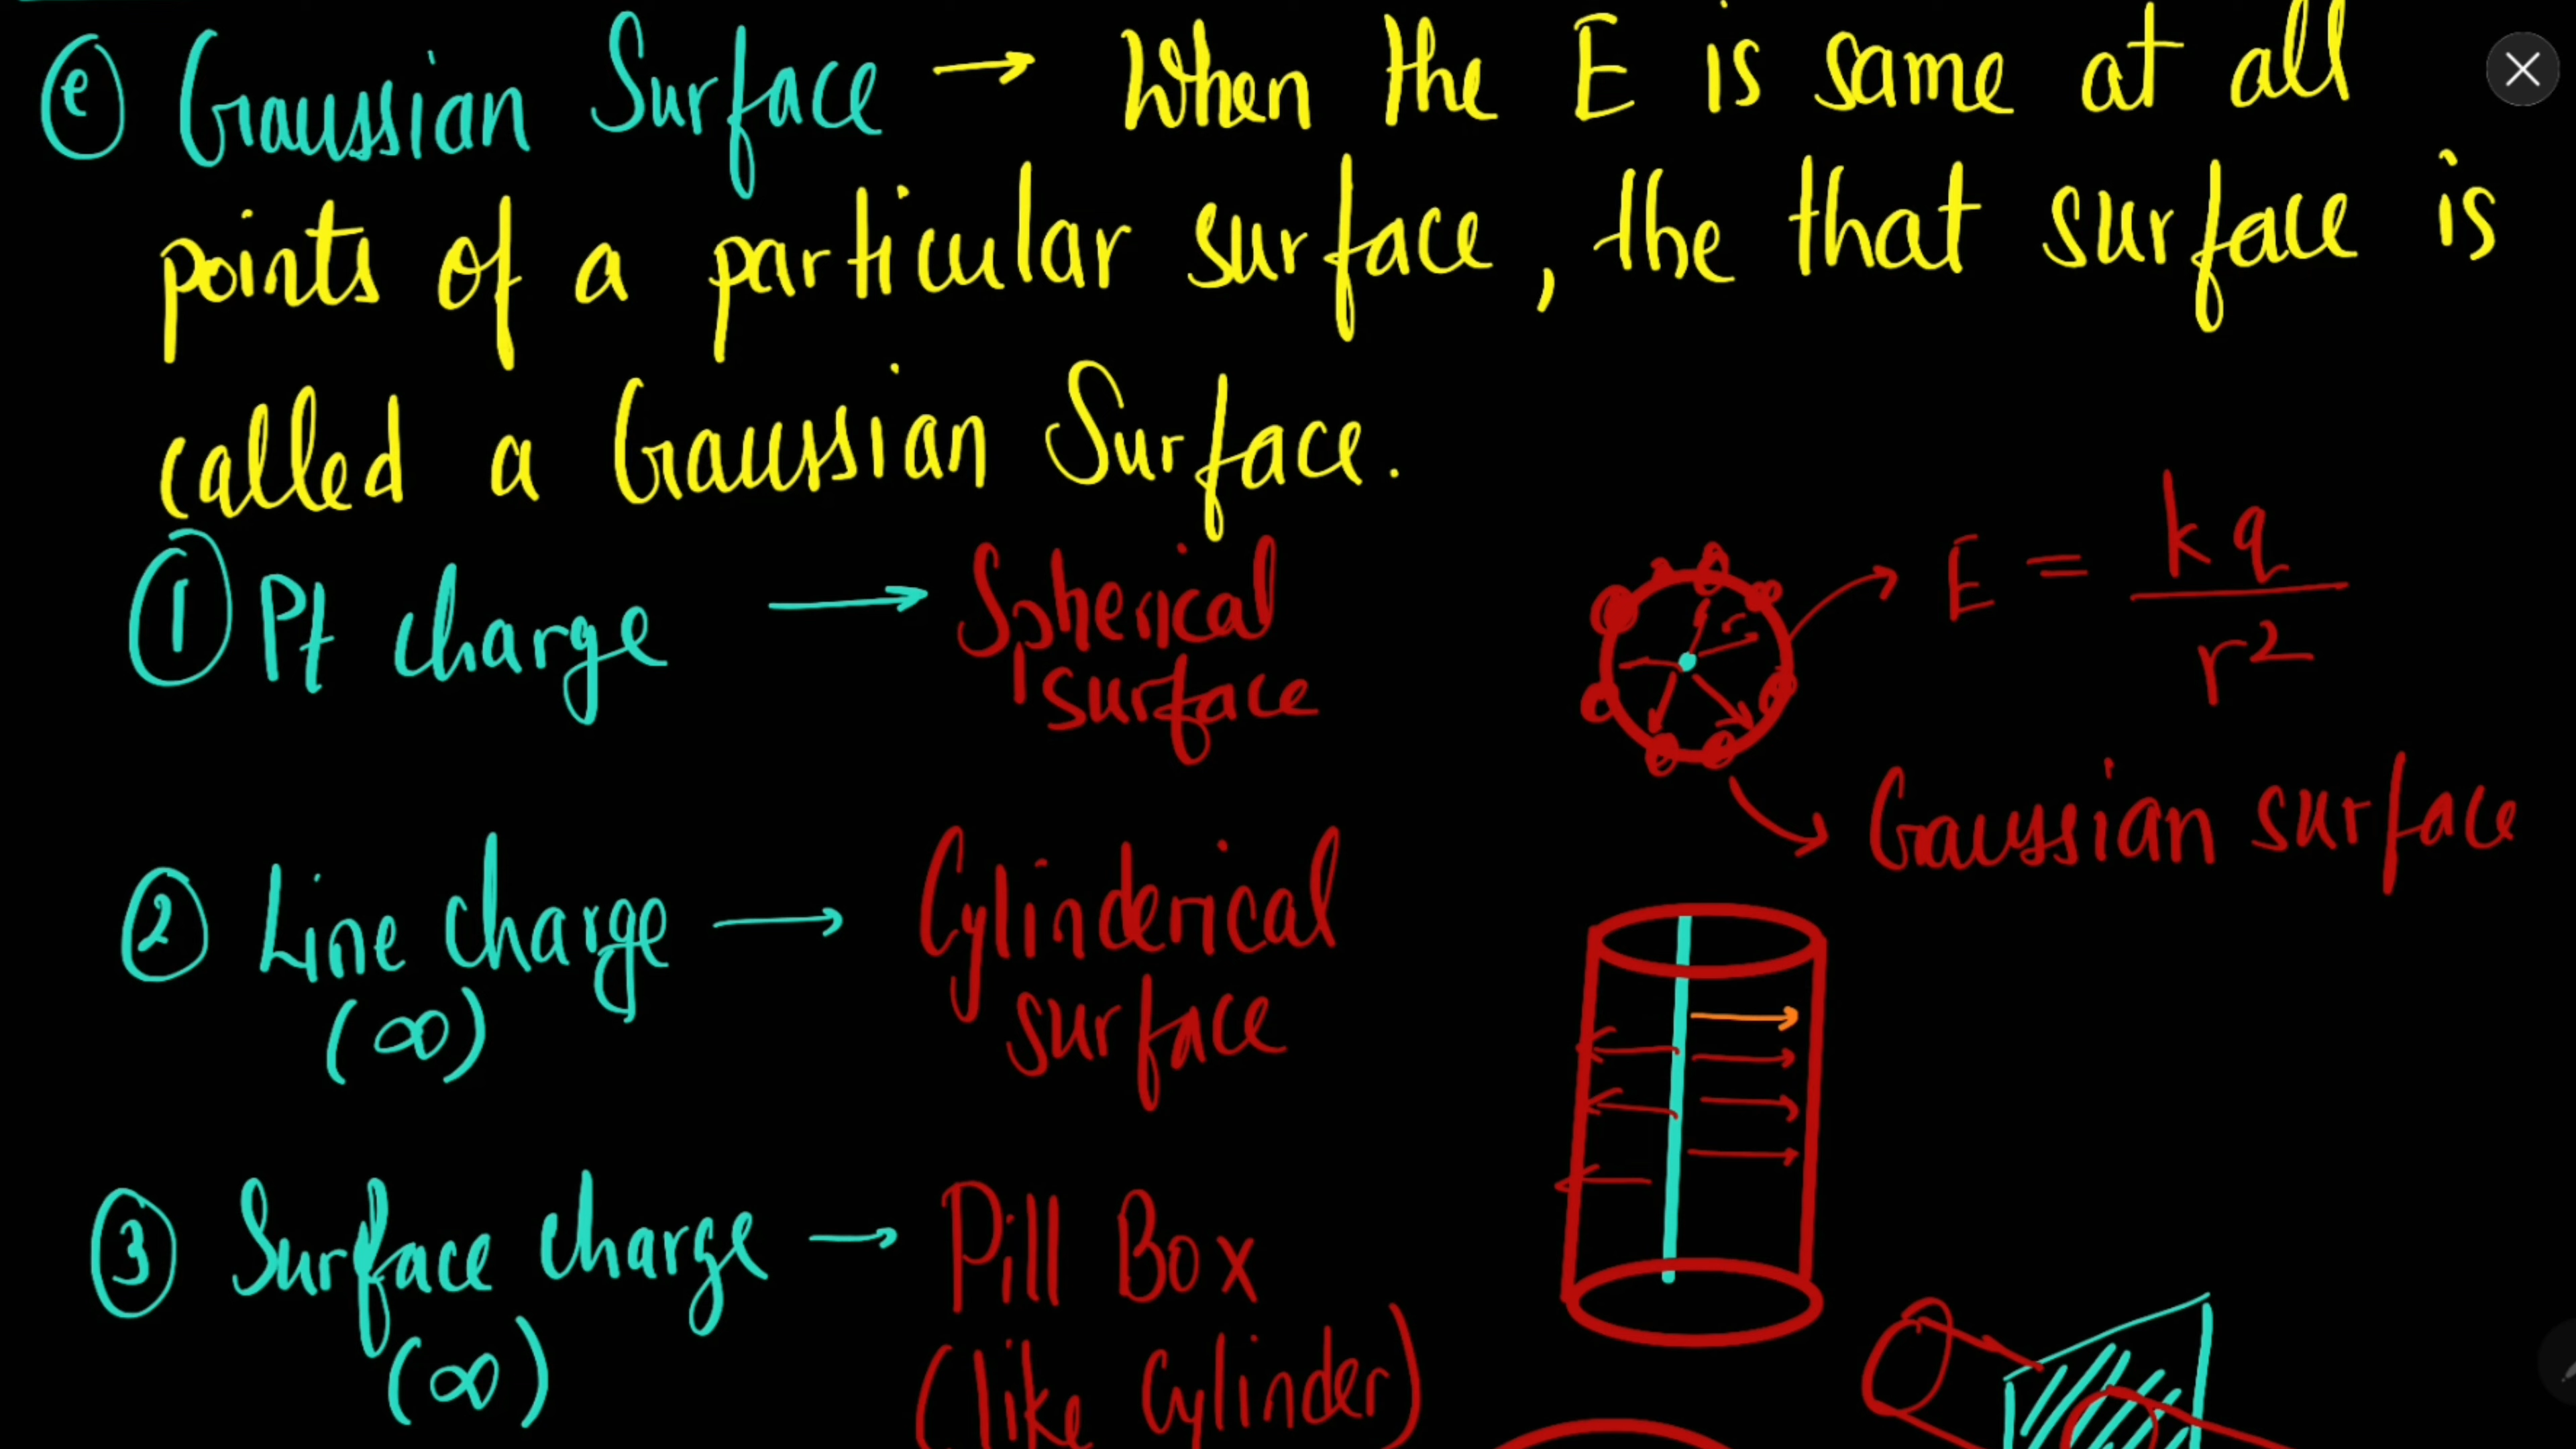 e Gaussian Surface → When the E is same at all
points of a particular surface, the that surface is
called a Gaussian Surface.
① Pt charge → Spherical
surface
r
E = kq
r²
Gaussian surface
② Line charge → Cylinderical
(∞) surface
③ Surface charge → Pill Box
(∞) (like Cylinder)